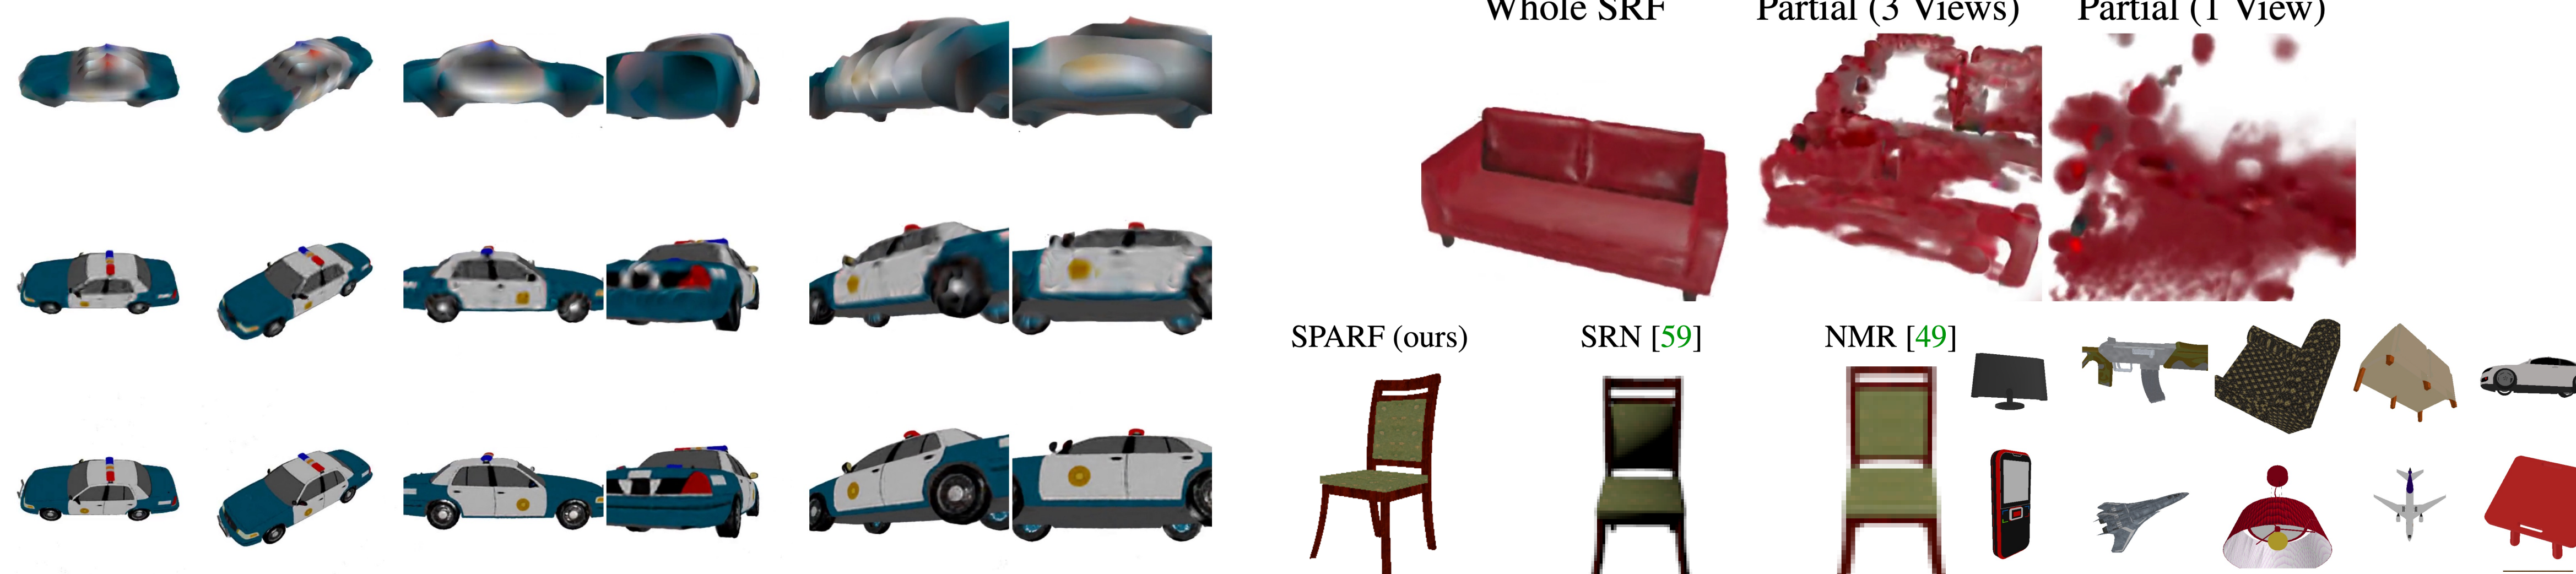 Whole SRF Partial (3 Views) Partial (1 View)
SPARF (ours) SRN [59] NMR [49]